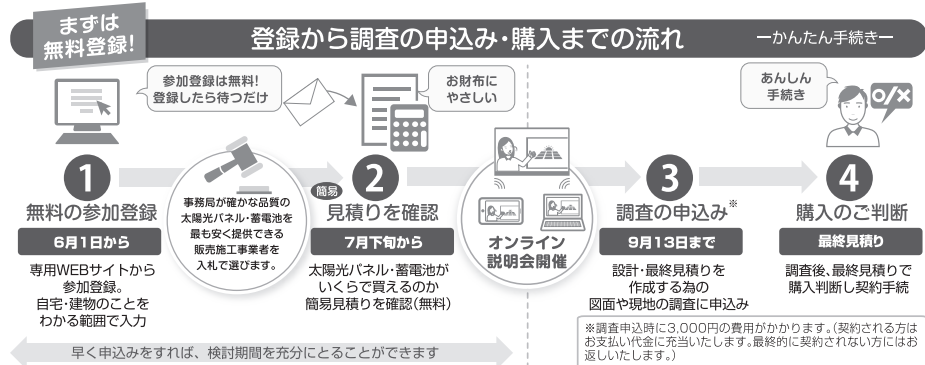 まずは
無料登録!
登録から調査の申込み・購入までの流れ
ーかんたん手続きー
参加登録は無料!
登録したら待つだけ
お財布に
やさしい
あんしん
手続き
O/X
1
無料の参加登録
6月1日から
専用WEBサイトから
参加登録。
自宅・建物のことを
わかる範囲で入力
事務局が確かな品質の
太陽光パネル・蓄電池を
最も安く提供できる
販売施工事業者を
入札で選びます。
2
簡易
見積りを確認
7月下旬から
太陽光パネル・蓄電池が
いくらで買えるのか
簡易見積りを確認(無料)
オンライン
説明会開催
3
調査の申込み※
9月13日まで
設計・最終見積りを
作成する為の
図面や現地の調査に申込み
4
購入のご判断
最終見積り
調査後、最終見積りで
購入判断し契約手続
早く申込みをすれば、検討期間を充分にとることができます
※調査申込時に3,000円の費用がかかります。(契約される方は
お支払い代金に充当いたします。最終的に契約されない方にはお
返しいたします。)